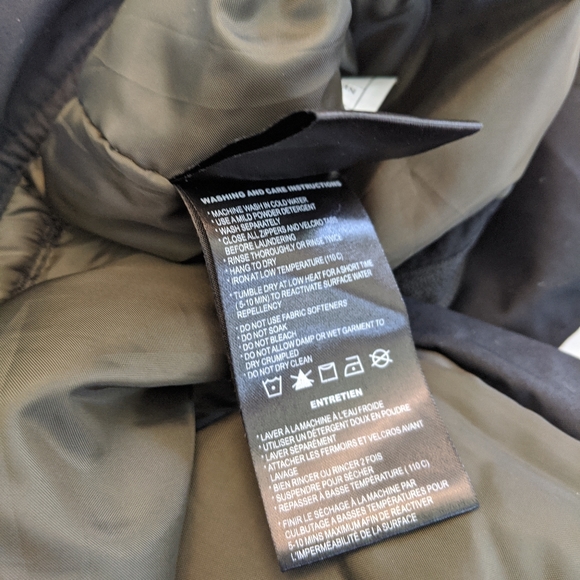 WASHING AND CARE INSTRUCTIONS
* MACHINE WASH IN COLD WATER
* USE A MILD POWDER DETERGENT
* WASH SEPARATELY
* CLOSE ALL ZIPPERS AND VELCRO TABS
BEFORE LAUNDERING
* RINSE THOROUGHLY OR RINSE TWICE
* HANG TO DRY
* IRON AT LOW TEMPERATURE (110 C)
* TUMBLE DRY AT LOW HEAT FOR A SHORT TIME
( 5-10 MIN) TO REACTIVATE SURFACE WATER
REPELLENCY
* DO NOT USE FABRIC SOFTENERS
* DO NOT SOAK
* DO NOT BLEACH
* DO NOT ALLOW DAMP OR WET GARMENT TO
DRY CRUMPLED
* DO NOT DRY CLEAN
ENTRETIEN
* LAVER À LA MACHINE À L'EAU FROIDE
* UTILISER UN DÉTERGENT DOUX EN POUDRE
* LAVER SÉPARÉMENT
* ATTACHER LES FERMOIRS ET VELCROS AVANT
LAVAGE
* BIEN RINCER OU RINCER 2 FOIS
* SUSPENDRE POUR SÉCHER
* REPASSER À BASSE TEMPÉRATURE ( 110 C)
* FINIR LE SÉCHAGE À LA MACHINE PAR
CULBUTAGE A BASSES TEMPÉRATURES POUR
5-10 MINS MAXIMUM AFIN DE RÉACTIVER
L'IMPERMÉABILITÉ DE LA SURFACE